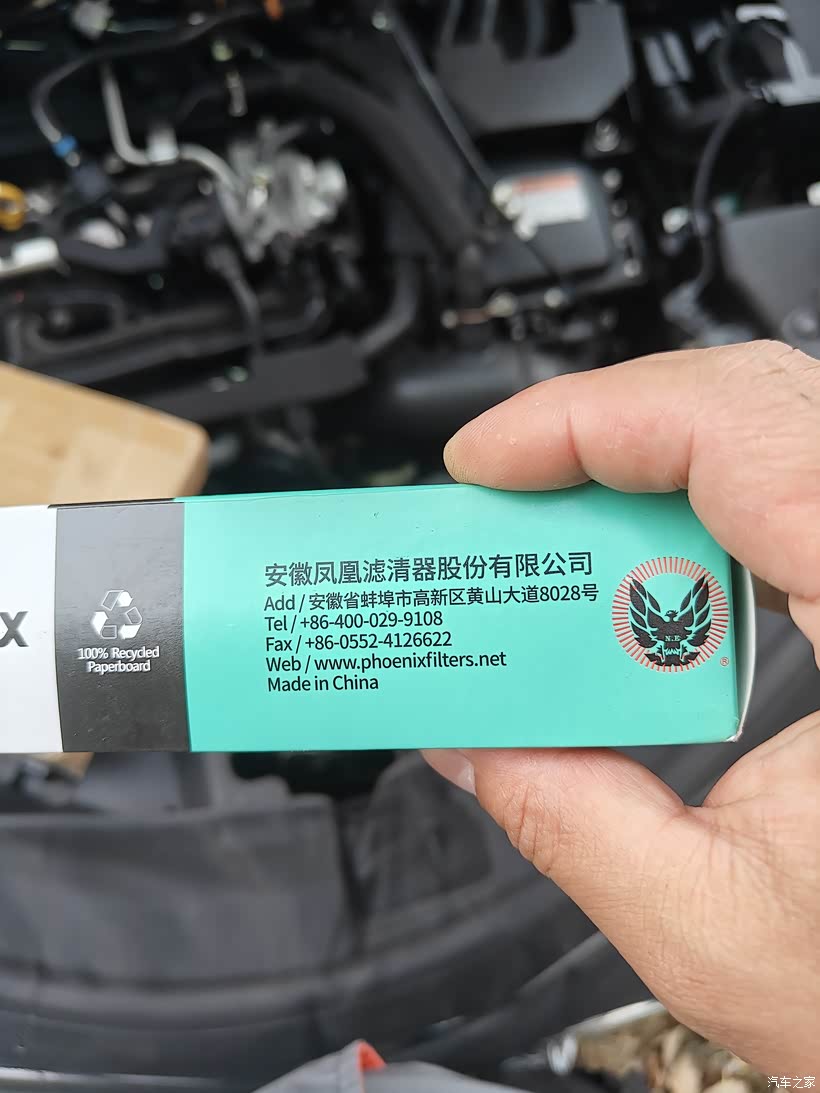 安徽凤凰滤清器股份有限公司
Add / 安徽省蚌埠市高新区黄山大道8028号
Tel / +86-400-029-9108
Fax / +86-0552-4126622
Web / www.phoenixfilters.net
Made in China
N.E
®
x
100% Recycled
Paperboard
汽车之家